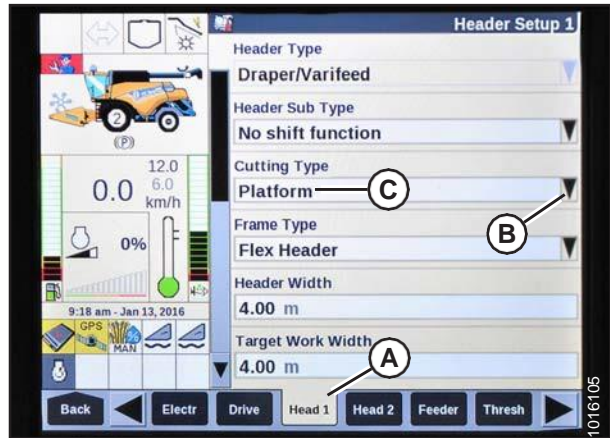 Header Setup 1
Header Type
Draper/Varifeed
Header Sub Type
No shift function
Cutting Type
Platform
C
B
Frame Type
Flex Header
Header Width
4.00 m
Target Work Width
A
4.00 m
2
(P)
12.0
0.0
6.0
km/h
0%
9:18 am - Jan 13, 2016
GPS
MAN
Back
Electr
Drive
Head 1
Head 2
Feeder
Thresh
1016105